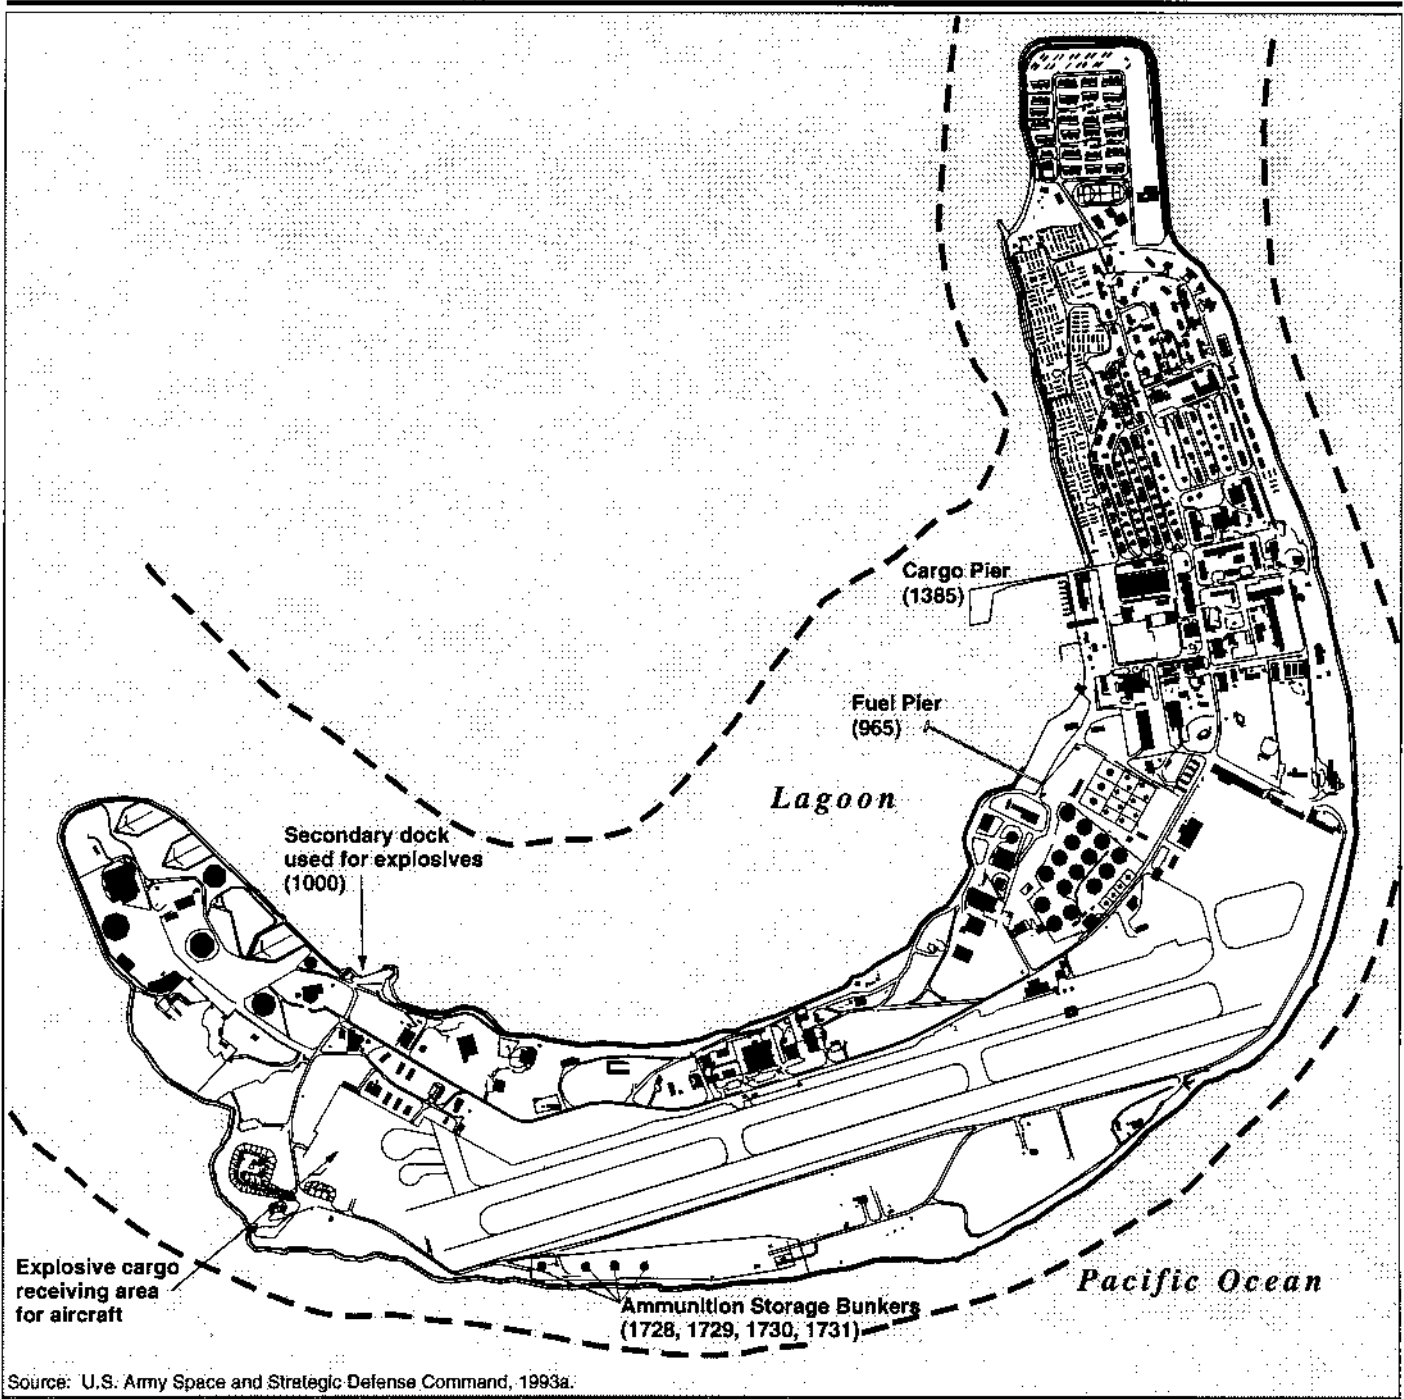 Cargo Pier
(1385)
Fuel Pier
(965)
Lagoon
Secondary dock
used for explosives
(1000)
Explosive cargo
receiving area
for aircraft
Pacific Ocean
Ammunition Storage Bunkers
(1728, 1729, 1730, 1731)
Source: U.S. Army Space and Strategic Defense Command, 1993a.